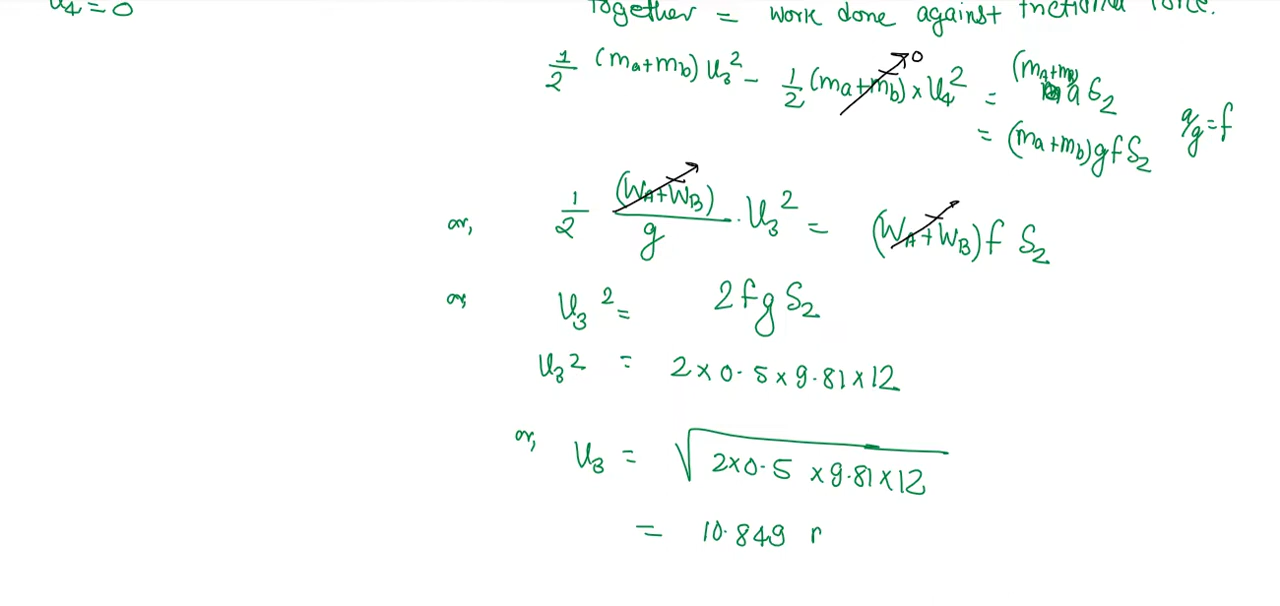 u4 = 0
Together = work done against frictional force.
1/2 (ma+mb) U3² - 1/2 (ma+mb) × U4² = (mA+mB) a S2
0
= (ma+mb) g f S2 a/g = f
or, 1/2 (WA+WB)/g . U3² = (WA+WB) f S2
or, U3² = 2 f g S2
U3² = 2 × 0.5 × 9.81 × 12
or, U3 = √(2×0.5 × 9.81 × 12)
= 10.849 r